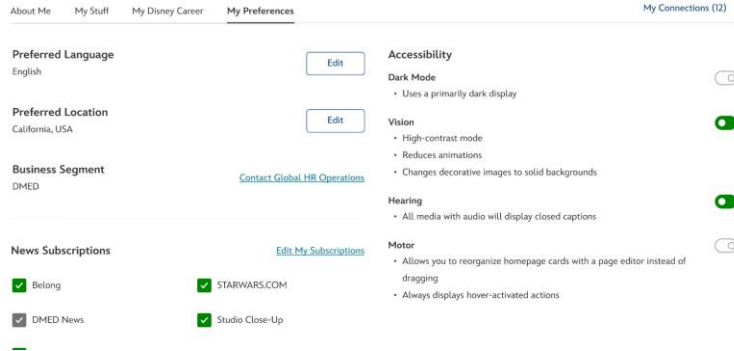 About Me My Stuff My Disney Career My Preferences My Connections (12)
Preferred Language
English
Edit
Preferred Location
California, USA
Edit
Business Segment
DMED
Contact Global HR Operations
News Subscriptions
Edit My Subscriptions
Belong
STARWARS.COM
DMED News
Studio Close-Up
Accessibility
Dark Mode
• Uses a primarily dark display
Vision
• High-contrast mode
• Reduces animations
• Changes decorative images to solid backgrounds
Hearing
• All media with audio will display closed captions
Motor
• Allows you to reorganize homepage cards with a page editor instead of
dragging
• Always displays hover-activated actions